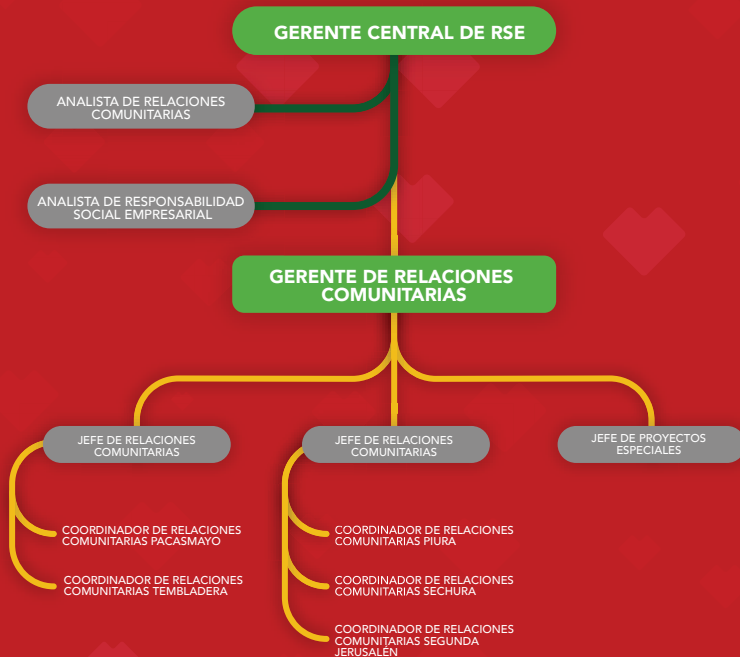 GERENTE CENTRAL DE RSE
ANALISTA DE RELACIONES
COMUNITARIAS
ANALISTA DE RESPONSABILIDAD
SOCIAL EMPRESARIAL
GERENTE DE RELACIONES
COMUNITARIAS
JEFE DE RELACIONES
COMUNITARIAS
COORDINADOR DE RELACIONES
COMUNITARIAS PACASMAYO
COORDINADOR DE RELACIONES
COMUNITARIAS TEMBLADERA
JEFE DE RELACIONES
COMUNITARIAS
COORDINADOR DE RELACIONES
COMUNITARIAS PIURA
COORDINADOR DE RELACIONES
COMUNITARIAS SECHURA
COORDINADOR DE RELACIONES
COMUNITARIAS SEGUNDA
JERUSALÉN
JEFE DE PROYECTOS
ESPECIALES